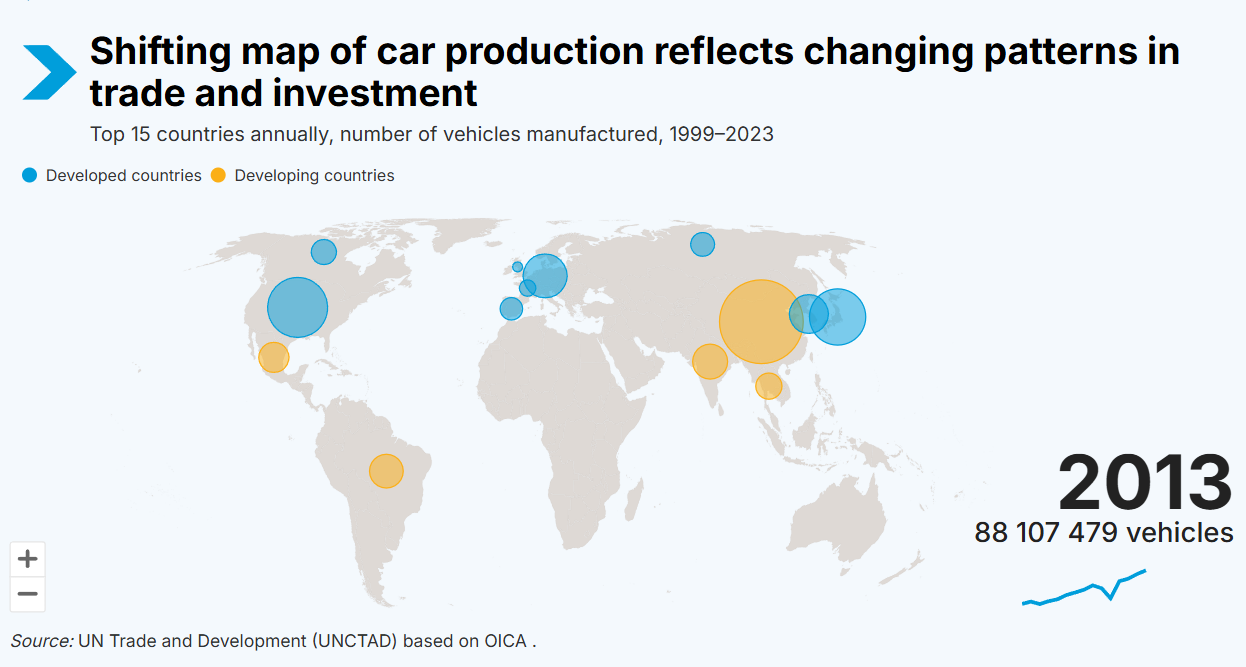 Shifting map of car production reflects changing patterns in
trade and investment
Top 15 countries annually, number of vehicles manufactured, 1999–2023
Developed countries Developing countries
2013
88 107 479 vehicles
+
−
Source: UN Trade and Development (UNCTAD) based on OICA .